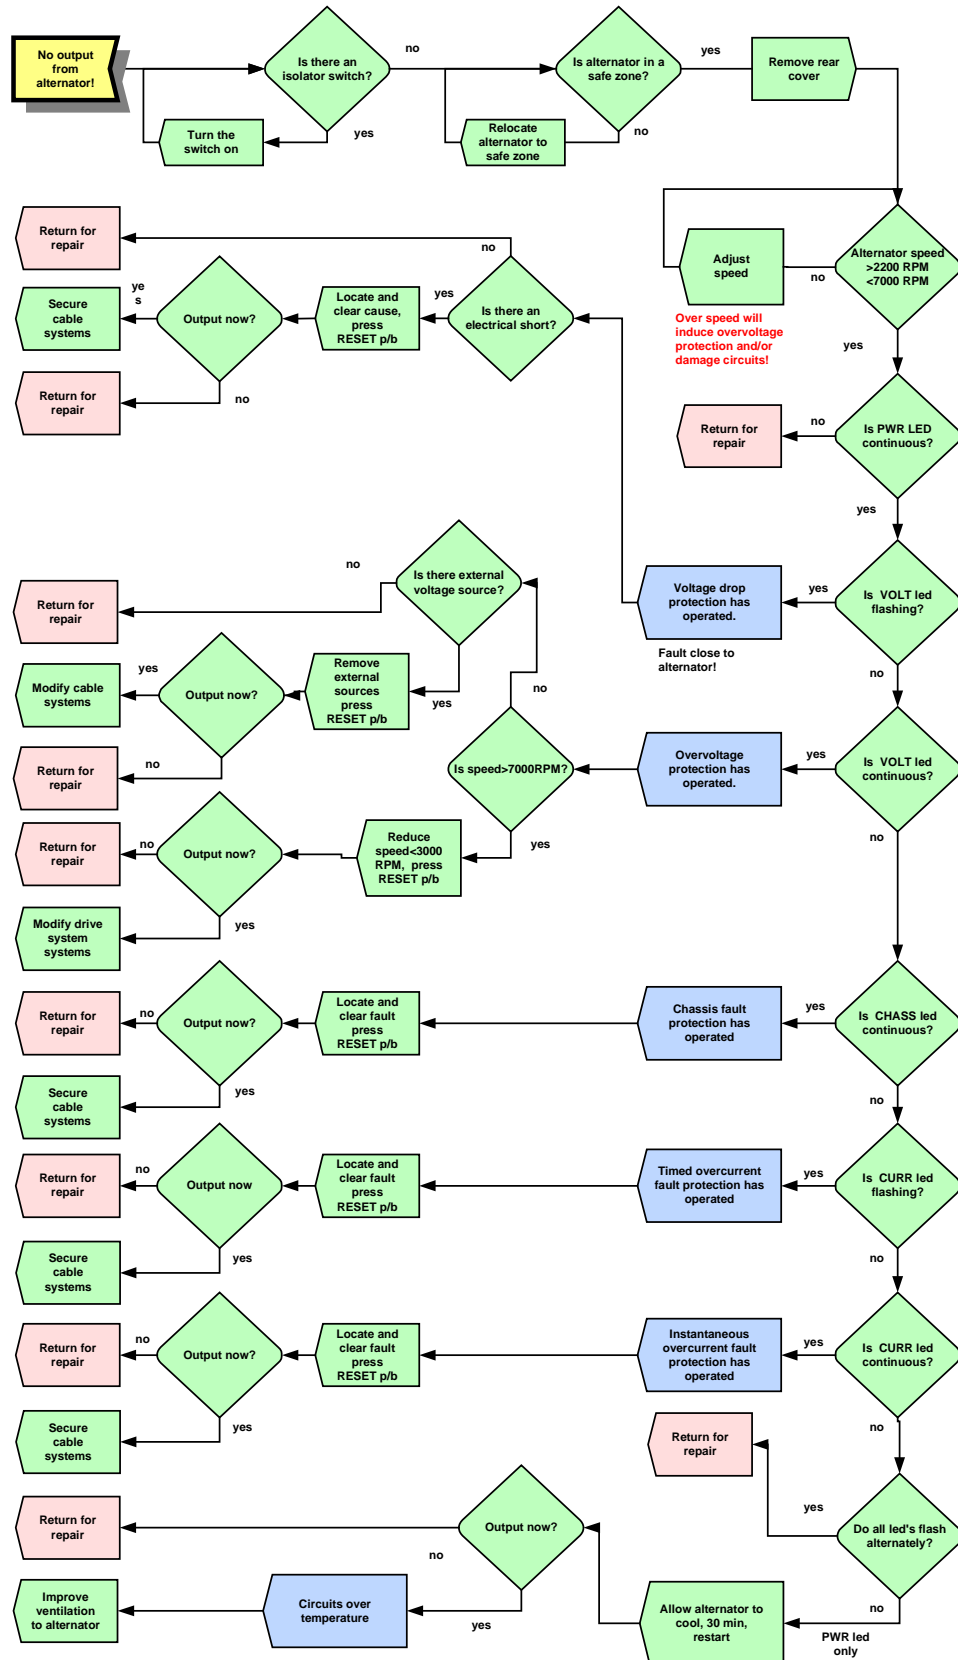 No output
from
alternator!
Is there an
isolator switch?
no
yes
Turn the
switch on
Is alternator in a
safe zone?
yes
no
Relocate
alternator to
safe zone
Remove rear
cover
Alternator speed
>2200 RPM
<7000 RPM
no
Adjust
speed
Over speed will
induce overvoltage
protection and/or
damage circuits!
yes
Is PWR LED
continuous?
no
Return for
repair
yes
Is VOLT led
flashing?
yes
Voltage drop
protection has
operated.
Fault close to
alternator!
Is there an
electrical short?
no
Return for
repair
yes
Locate and
clear cause,
press
RESET p/b
Output now?
ye
s
Secure
cable
systems
no
Return for
repair
no
Is VOLT led
continuous?
yes
Overvoltage
protection has
operated.
Is speed>7000RPM?
no
Is there external
voltage source?
no
Return for
repair
yes
Remove
external
sources
press
RESET p/b
Output now?
yes
Modify cable
systems
no
Return for
repair
yes
Reduce
speed<3000
RPM, press
RESET p/b
Output now?
no
Return for
repair
yes
Modify drive
system
systems
no
Is CHASS led
continuous?
yes
Chassis fault
protection has
operated
Locate and
clear fault
press
RESET p/b
Output now?
no
Return for
repair
yes
Secure
cable
systems
no
Is CURR led
flashing?
yes
Timed overcurrent
fault protection has
operated
Locate and
clear fault
press
RESET p/b
Output now
no
Return for
repair
yes
Secure
cable
systems
no
Is CURR led
continuous?
yes
Instantaneous
overcurrent fault
protection has
operated
Locate and
clear fault
press
RESET p/b
Output now?
no
Return for
repair
yes
Secure
cable
systems
no
Do all led's flash
alternately?
yes
Return for
repair
no
PWR led
only
Allow alternator to
cool, 30 min,
restart
Output now?
no
Return for
repair
yes
Circuits over
temperature
Improve
ventilation
to alternator